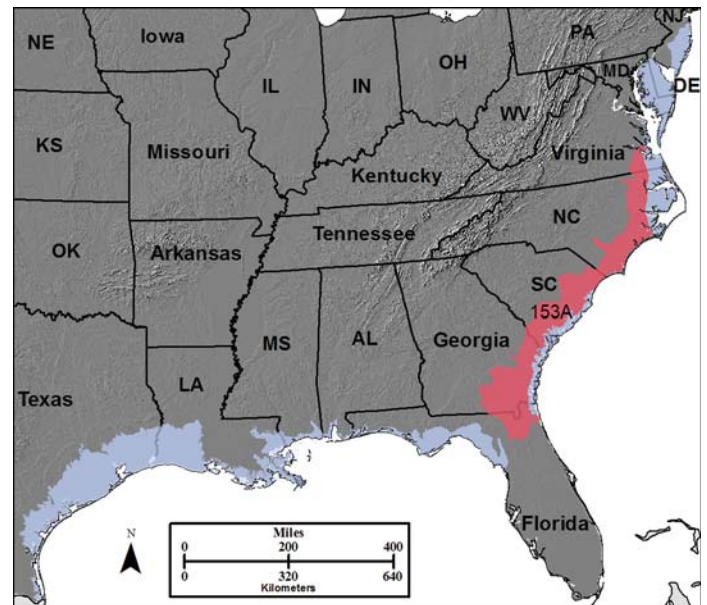 NE
Iowa
IL
IN
OH
PA
NJ
MD
DE
WV
KS
Missouri
Virginia
Kentucky
OK
Arkansas
Tennessee
NC
SC
153A
MS
AL
Georgia
LA
Texas
Florida
N
Miles
0 200 400
0 320 640
Kilometers